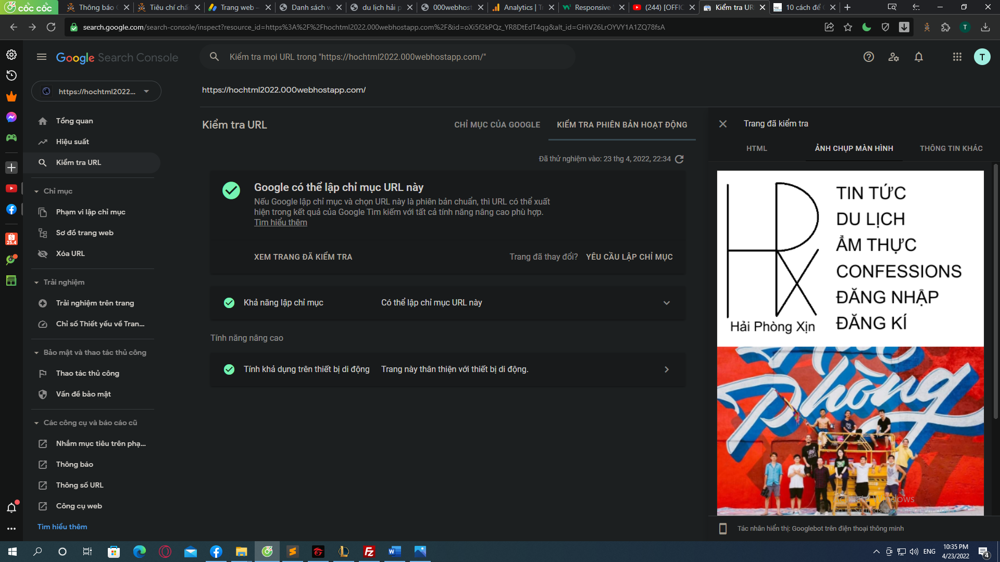 cốc cốc
Thông báo
Tiêu chí chấ
Trang web –
Danh sách w
du lịch hải p
000webhost
Analytics | Tr
Responsive
(244) [OFFIC
Kiểm tra UR
10 cách để
search.google.com/search-console/inspect?resource_id=https%3A%2F%2Fhochtml2022.000webhostapp.com%2F&id=oXi5f2kPQz_YR8DtEdT4qg&alt_id=GHiV26LrOYVY1A1ZQ78fsA
T
Google Search Console
Kiểm tra mọi URL trong "https://hochtml2022.000webhostapp.com/"
T
https://hochtml2022...
https://hochtml2022.000webhostapp.com/
Tổng quan
Hiệu suất
Kiểm tra URL
Chỉ mục
Phạm vi lập chỉ mục
Sơ đồ trang web
Xóa URL
Trải nghiệm
Trải nghiệm trên trang
Chỉ số Thiết yếu về Tran...
Bảo mật và thao tác thủ công
Thao tác thủ công
Vấn đề bảo mật
Các công cụ và báo cáo cũ
Nhắm mục tiêu trên phạ...
Thông báo
Thông số URL
Công cụ web
Tìm hiểu thêm
25.4
Kiểm tra URL
CHỈ MỤC CỦA GOOGLE
KIỂM TRA PHIÊN BẢN HOẠT ĐỘNG
Đã thử nghiệm vào: 23 thg 4, 2022, 22:34
Google có thể lập chỉ mục URL này
Nếu Google lập chỉ mục và chọn URL này là phiên bản chuẩn, thì URL có thể xuất
hiện trong kết quả của Google Tìm kiếm với tất cả tính năng nâng cao phù hợp.
Tìm hiểu thêm
XEM TRANG ĐÃ KIỂM TRA
Trang đã thay đổi?
YÊU CẦU LẬP CHỈ MỤC
Khả năng lập chỉ mục
Có thể lập chỉ mục URL này
Tính năng nâng cao
Tính khả dụng trên thiết bị di động
Trang này thân thiện với thiết bị di động.
Trang đã kiểm tra
HTML
ẢNH CHỤP MÀN HÌNH
THÔNG TIN KHÁC
Hải Phòng Xịn
TIN TỨC
DU LỊCH
ẨM THỰC
CONFESSIONS
ĐĂNG NHẬP
ĐĂNG KÍ
Phòng
Activate Windows
Tác nhân hiển thị: Googlebot trên điện thoại thông minh
ENG
10:35 PM
4/23/2022
4